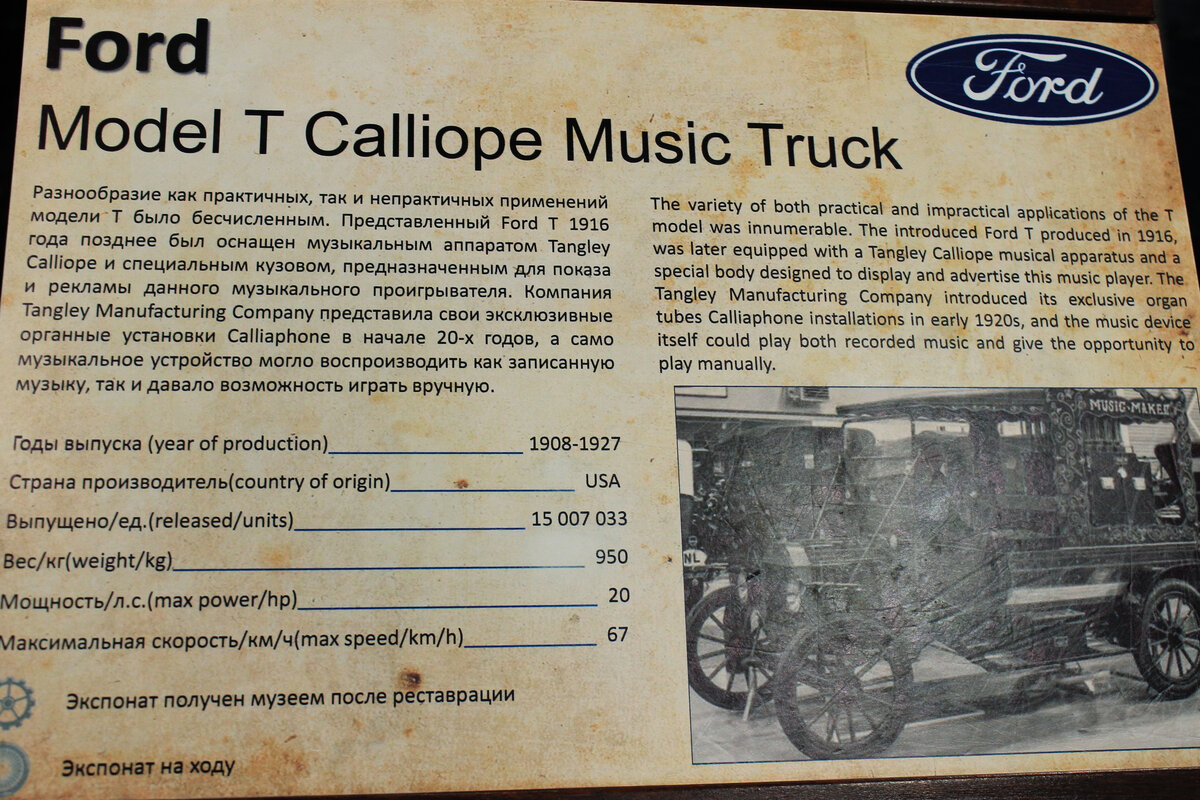 Ford
Ford
Model T Calliope Music Truck
Разнообразие как практичных, так и непрактичных применений
модели Т было бесчисленным. Представленный Ford T 1916
года позднее был оснащен музыкальным аппаратом Tangley
Calliope и специальным кузовом, предназначенным для показа
и рекламы данного музыкального проигрывателя. Компания
Tangley Manufacturing Company представила свои эксклюзивные
органные установки Calliaphone в начале 20-х годов, а само
музыкальное устройство могло воспроизводить как записанную
музыку, так и давало возможность играть вручную.
The variety of both practical and impractical applications of the T
model was innumerable. The introduced Ford T produced in 1916,
was later equipped with a Tangley Calliope musical apparatus and a
special body designed to display and advertise this music player. The
Tangley Manufacturing Company introduced its exclusive organ
tubes Calliaphone installations in early 1920s, and the music device
itself could play both recorded music and give the opportunity to
play manually.
Годы выпуска (year of production) 1908-1927
Страна производитель(country of origin) USA
Выпущено/ед.(released/units) 15 007 033
Вес/кг(weight/kg) 950
Мощность/л.с.(max power/hp) 20
Максимальная скорость/км/ч(max speed/km/h) 67
Экспонат получен музеем после реставрации
Экспонат на ходу
MUSIC-MAKER
NL